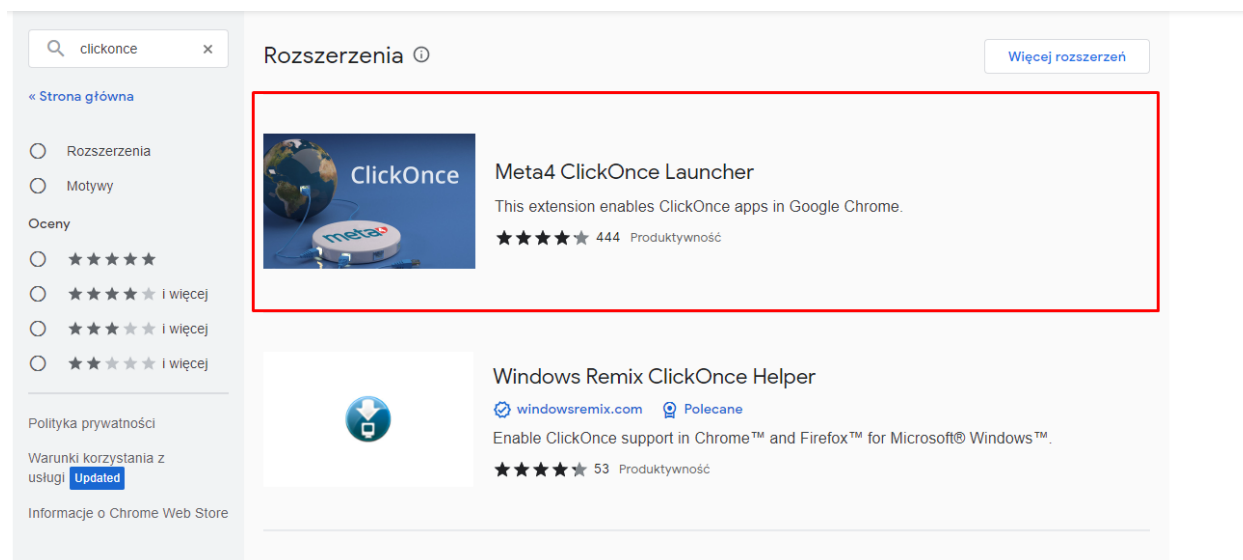 clickonce
« Strona główna
Rozszerzenia
Motywy
Oceny
i więcej
i więcej
i więcej
Polityka prywatności
Warunki korzystania z
usługi Updated
Informacje o Chrome Web Store
Rozszerzenia
Więcej rozszerzeń
ClickOnce
meta4
Meta4 ClickOnce Launcher
This extension enables ClickOnce apps in Google Chrome.
444 Produktywność
Windows Remix ClickOnce Helper
windowsremix.com Polecane
Enable ClickOnce support in Chrome™ and Firefox™ for Microsoft® Windows™.
53 Produktywność